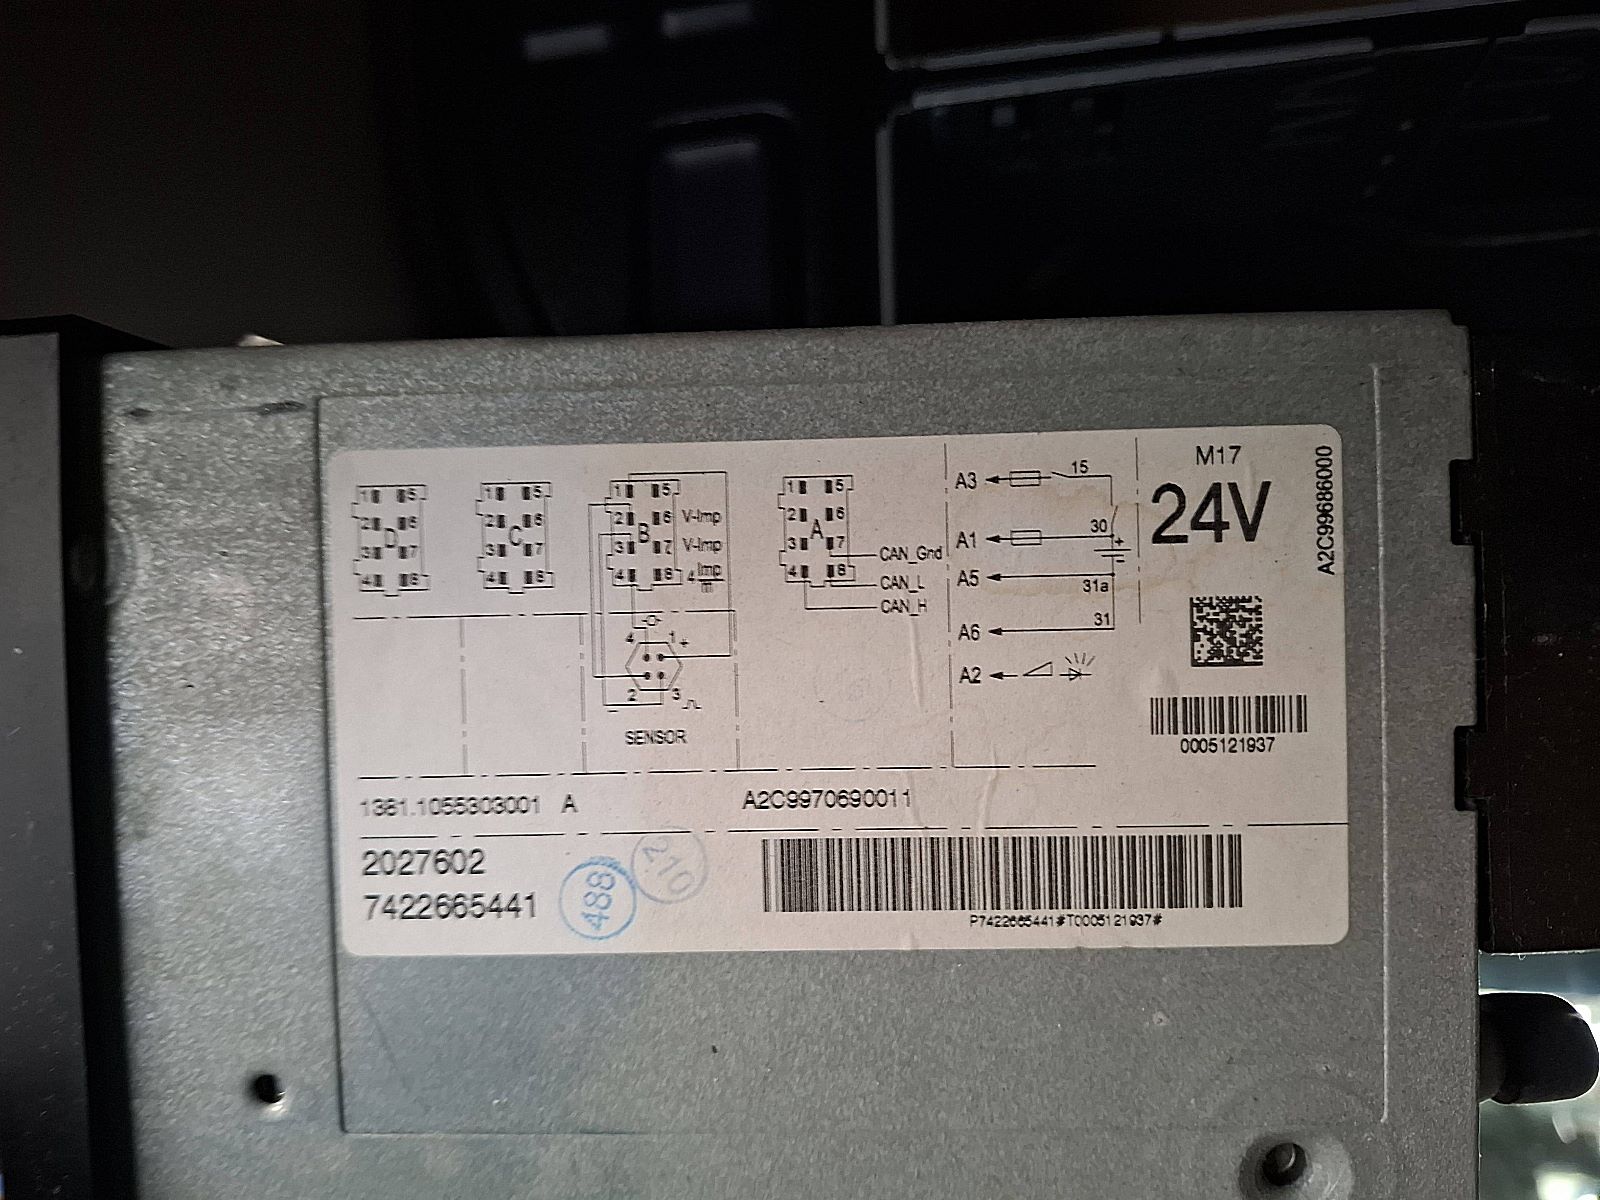 1 5
2 6
D
3 7
4 8
1 5
2 6
C
3 7
4 8
1 5
2 6 V-Imp
B
3 7 V-Imp
4 8 Imp
4
1 5
2 6
A
3 7
4 8
CAN_Gnd
CAN_L
CAN_H
4 1 +
2 3
−
SENSOR
A3 15
A1 30
+
−
A5 31a
A6 31
A2
M17
24V
A2C99686000
0005121937
1381.1055303001 A
A2C9970690011
2027602
7422665441
488
210
P7422665441#T0005121937#